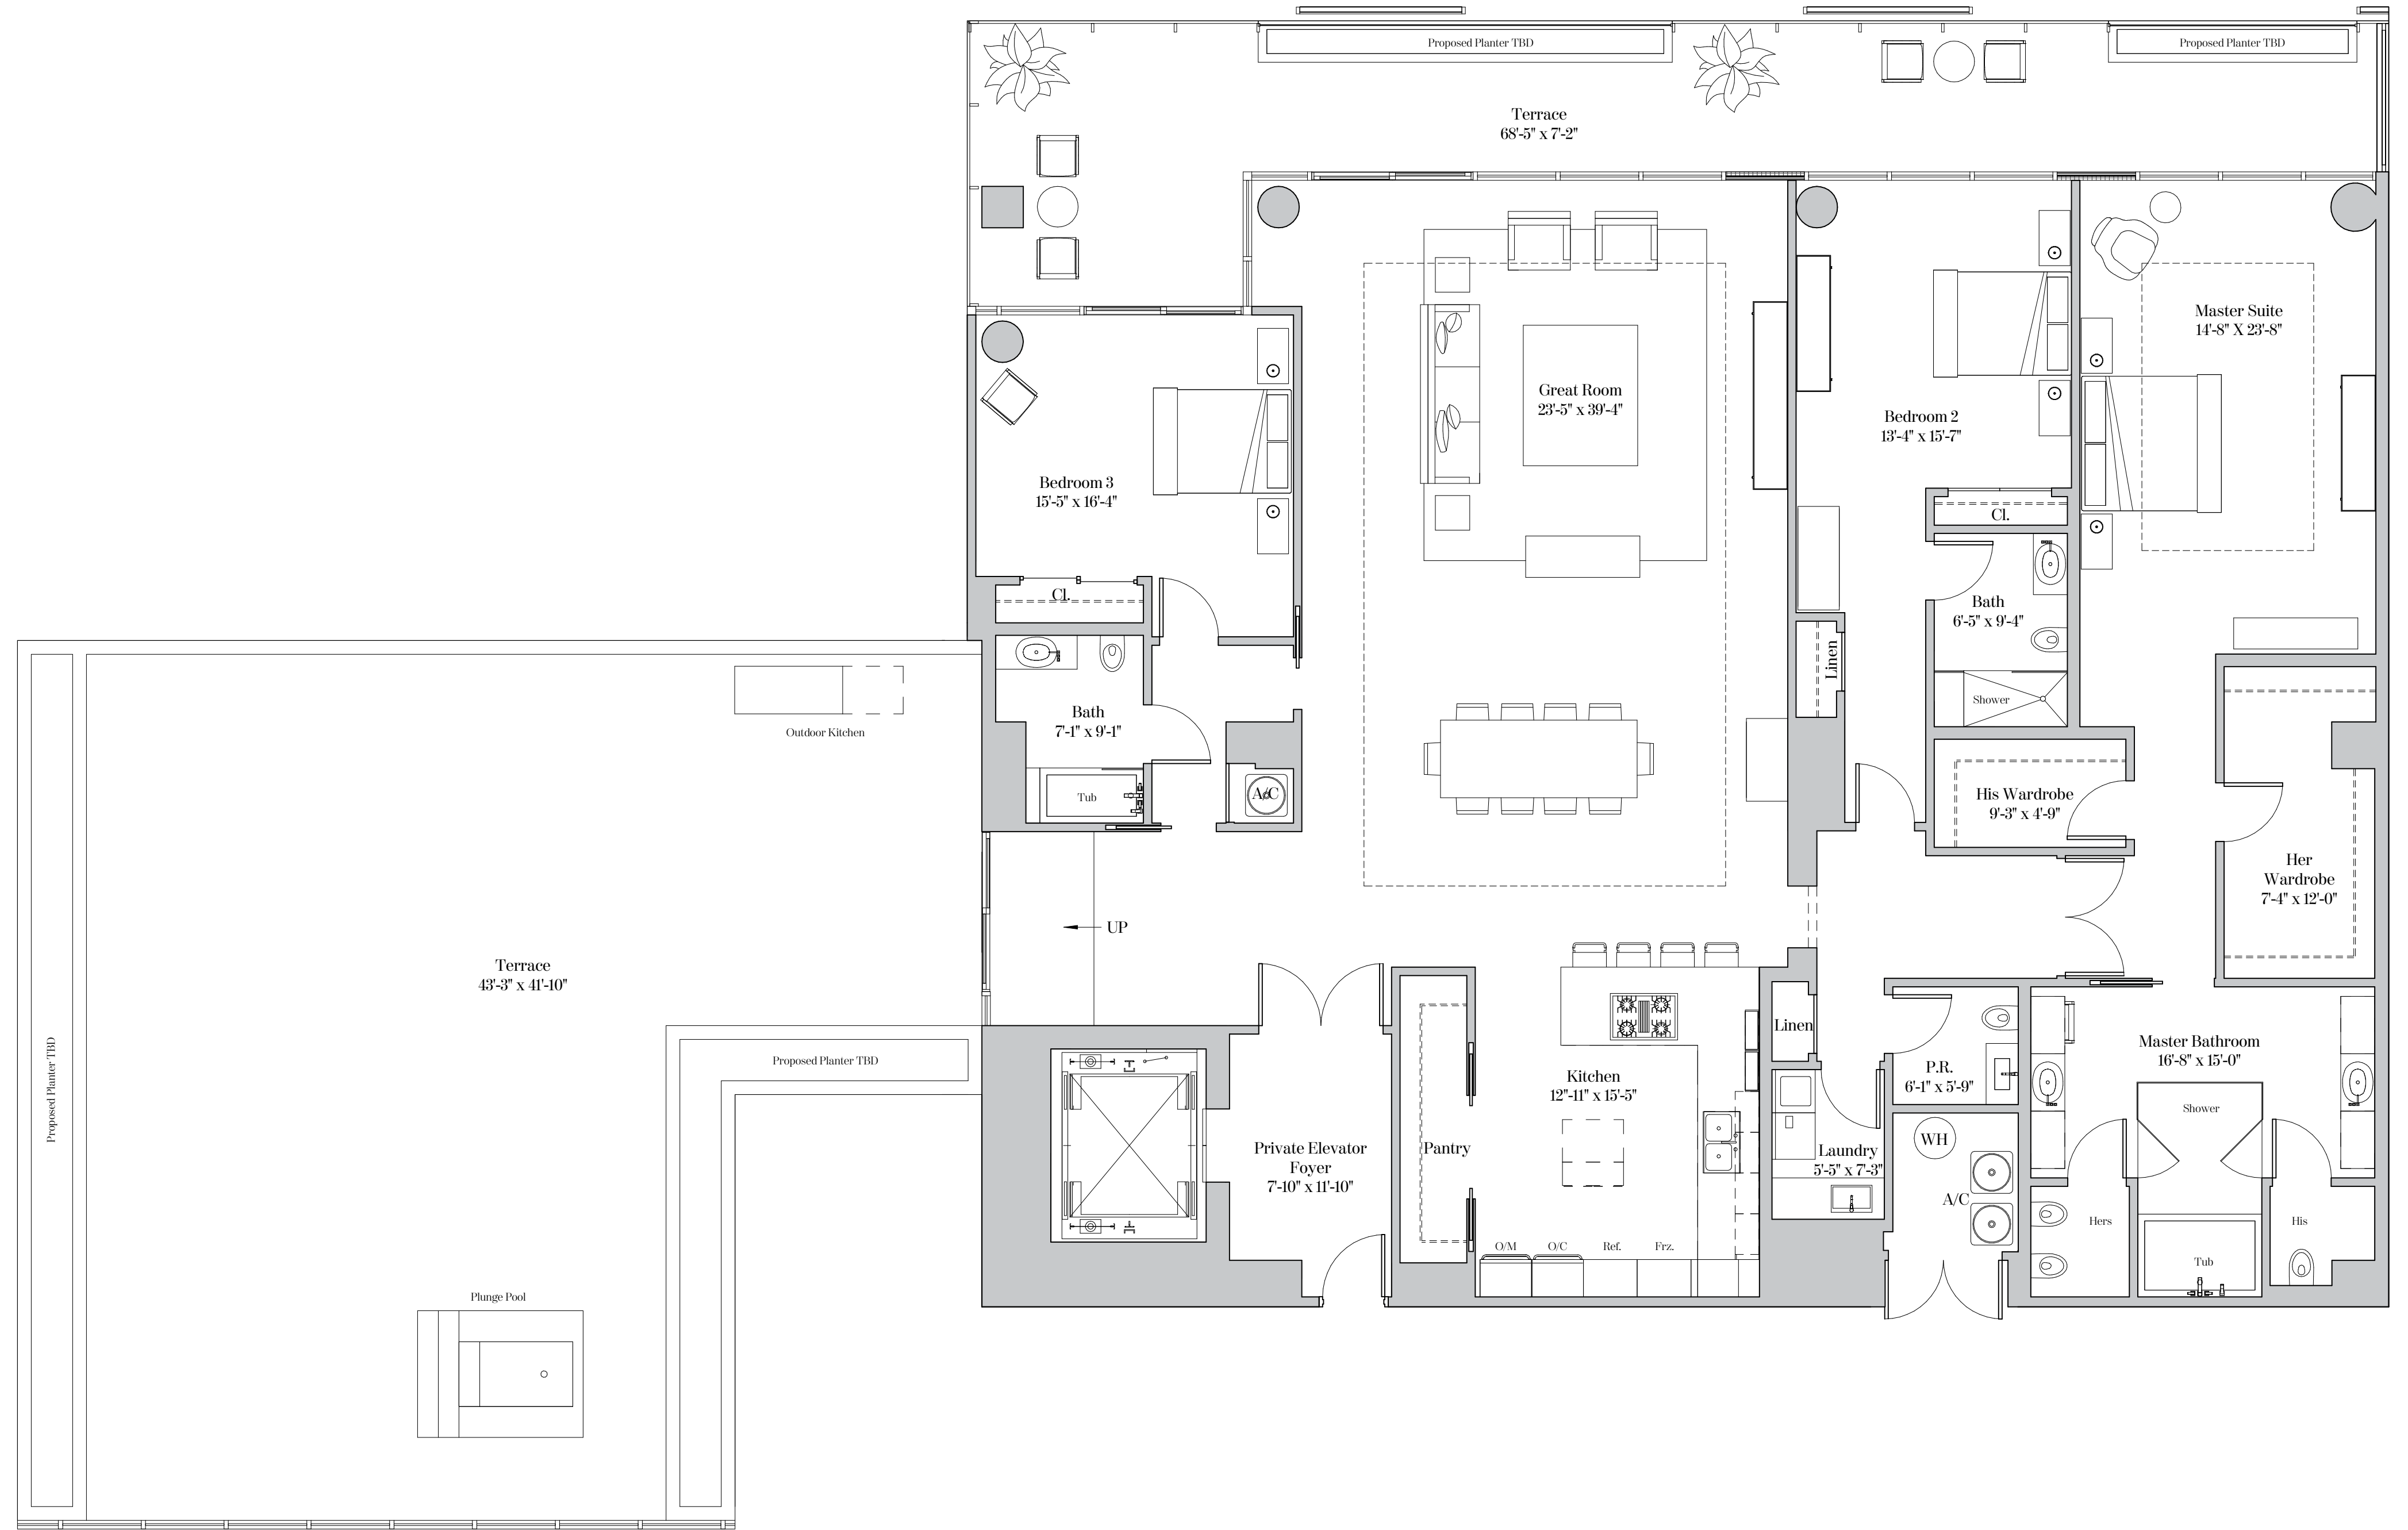 Proposed Planter TBD
Proposed Planter TBD
Terrace
68'-5" x 7'-2"
Master Suite
14'-8" X 23'-8"
Great Room
23'-5" x 39'-4"
Bedroom 2
13'-4" x 15'-7"
Bedroom 3
15'-5" x 16'-4"
Cl.
Cl.
Bath
6'-5" x 9'-4"
Linen
Shower
Bath
7'-1" x 9'-1"
Outdoor Kitchen
Tub
A/C
His Wardrobe
9'-3" x 4'-9"
Her
Wardrobe
7'-4" x 12'-0"
UP
Terrace
43'-3" x 41'-10"
Proposed Planter TBD
Proposed Planter TBD
Linen
Master Bathroom
16'-8" x 15'-0"
Kitchen
12"-11" x 15'-5"
P.R.
6'-1" x 5'-9"
Shower
Private Elevator
Foyer
7'-10" x 11'-10"
Pantry
Laundry
5'-5" x 7'-3"
WH
A/C
Hers
His
O/M
O/C
Ref.
Frz.
Tub
Plunge Pool